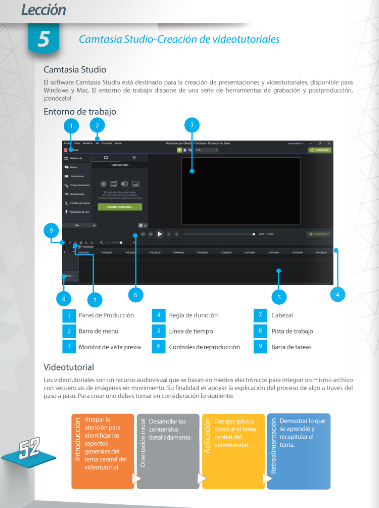 Lección
5
Camtasia Studio-Creación de videotutoriales
Camtasia Studio
El software Camtasia Studio está destinado para la creación de presentaciones y videotutoriales, disponible para
Windows y Mac. El entorno de trabajo dispone de una serie de herramientas de grabación y postproducción,
¡conócelo!
Entorno de trabajo
1
2
3
9
8
7
6
5
4
1 Panel de Producción
4 Regla de duración
7 Cabezal
2 Barra de menú
5 Línea de tiempo
8 Pista de trabajo
3 Monitor de vista previa
6 Controles de reproducción
9 Barra de tareas
Videotutorial
Los videotutoriales son un recurso audiovisual que se basan en medios electrónicos para integrar un mismo archivo
con secuencias de imágenes en movimiento. Su finalidad es apoyar la explicación del proceso de algo a través del
paso a paso. Para crear uno debes tomar en consideración lo siguiente:
Introducción
Atrapar la
atención para
identificar los
aspectos
generales del
tema central del
videotutorial.
Orientación inicial
Desarrollar los
contenidos
detalladamente.
Aplicación
Dar ejemplos o
concluir el tema
central del
videotutorial.
Retroalimentación
Demostrar lo que
se aprendió y
recapitular el
tema.
52